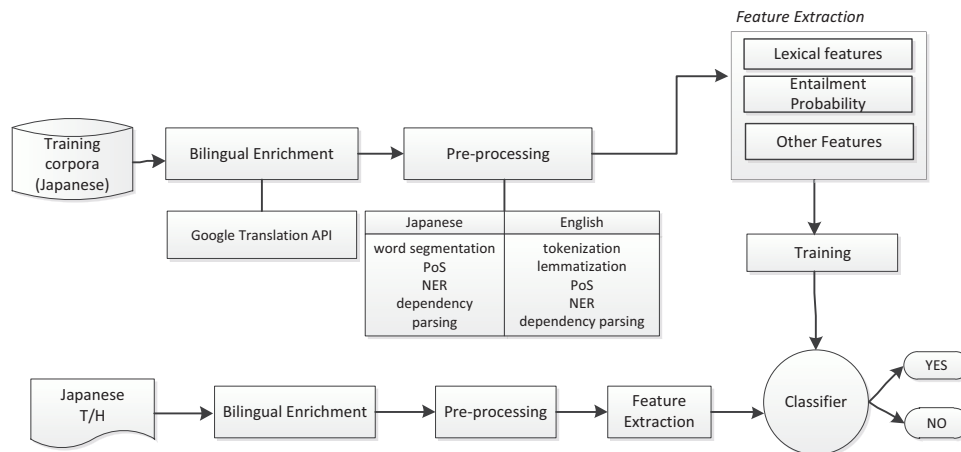 Feature Extraction
Lexical features
Entailment
Probability
Other Features
Training
corpora
(Japanese)
Bilingual Enrichment
Pre-processing
Google Translation API
Japanese
word segmentation
PoS
NER
dependency
parsing
English
tokenization
lemmatization
PoS
NER
dependency parsing
Training
Japanese
T/H
Bilingual Enrichment
Pre-processing
Feature
Extraction
Classifier
YES
NO